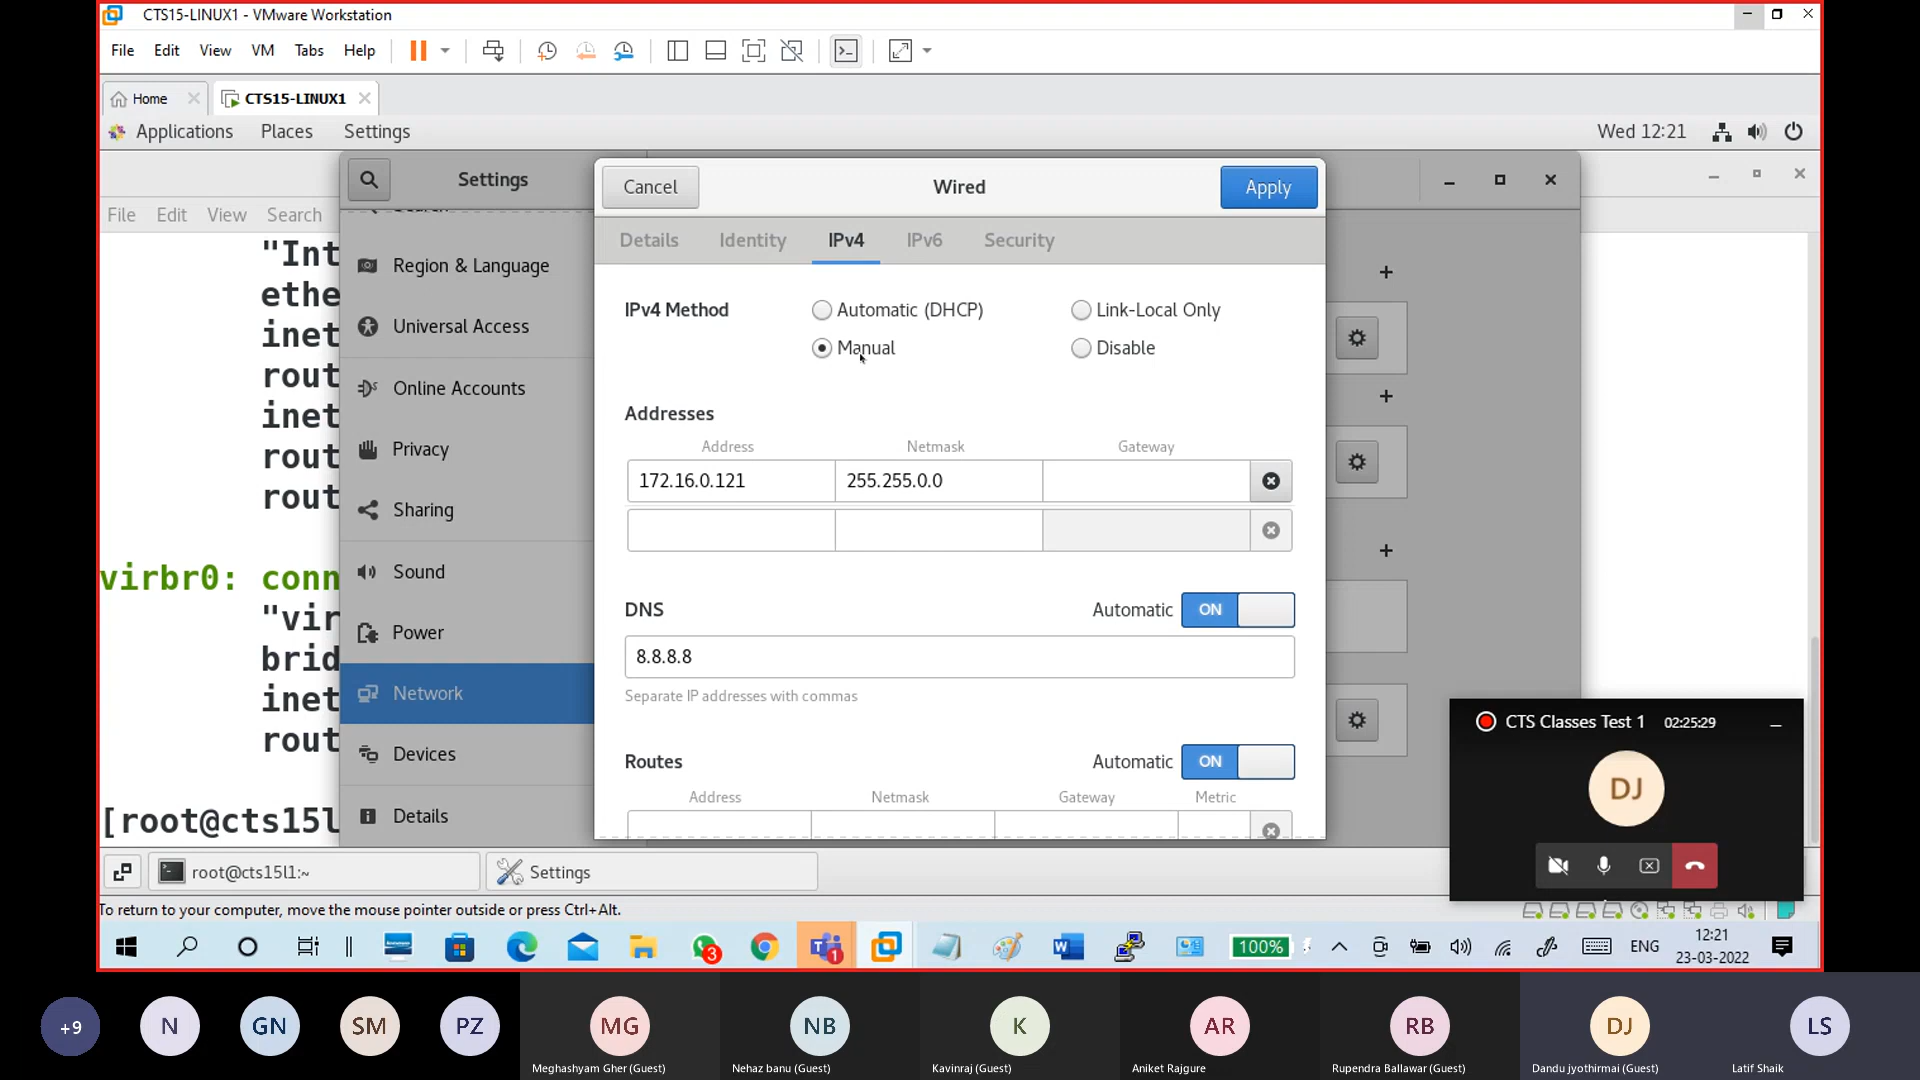 CTS15-LINUX1 - VMware Workstation
File Edit View VM Tabs Help
Home CTS15-LINUX1
Applications Places Settings Wed 12:21
Settings Cancel Wired Apply
File Edit View Search
Details Identity IPv4 IPv6 Security
"Int
ethe
inet
rout
inet
rout
rout
virbr0: conn
"vir
brid
inet
rout
[root@cts15l
Region & Language
Universal Access
Online Accounts
Privacy
Sharing
Sound
Power
Network
Devices
Details
IPv4 Method Automatic (DHCP) Link-Local Only
Manual Disable
Addresses
Address Netmask Gateway
172.16.0.121 255.255.0.0
DNS Automatic ON
8.8.8.8
Separate IP addresses with commas
Routes Automatic ON
Address Netmask Gateway Metric
CTS Classes Test 1 02:25:29
DJ
root@cts15l1:~ Settings
To return to your computer, move the mouse pointer outside or press Ctrl+Alt.
3 1 100% ENG 12:21
23-03-2022
+9 N GN SM PZ MG NB K AR RB DJ LS
Meghashyam Gher (Guest) Nehaz banu (Guest) Kavinraj (Guest) Aniket Rajgure Rupendra Ballawar (Guest) Dandu jyothirmai (Guest) Latif Shaik